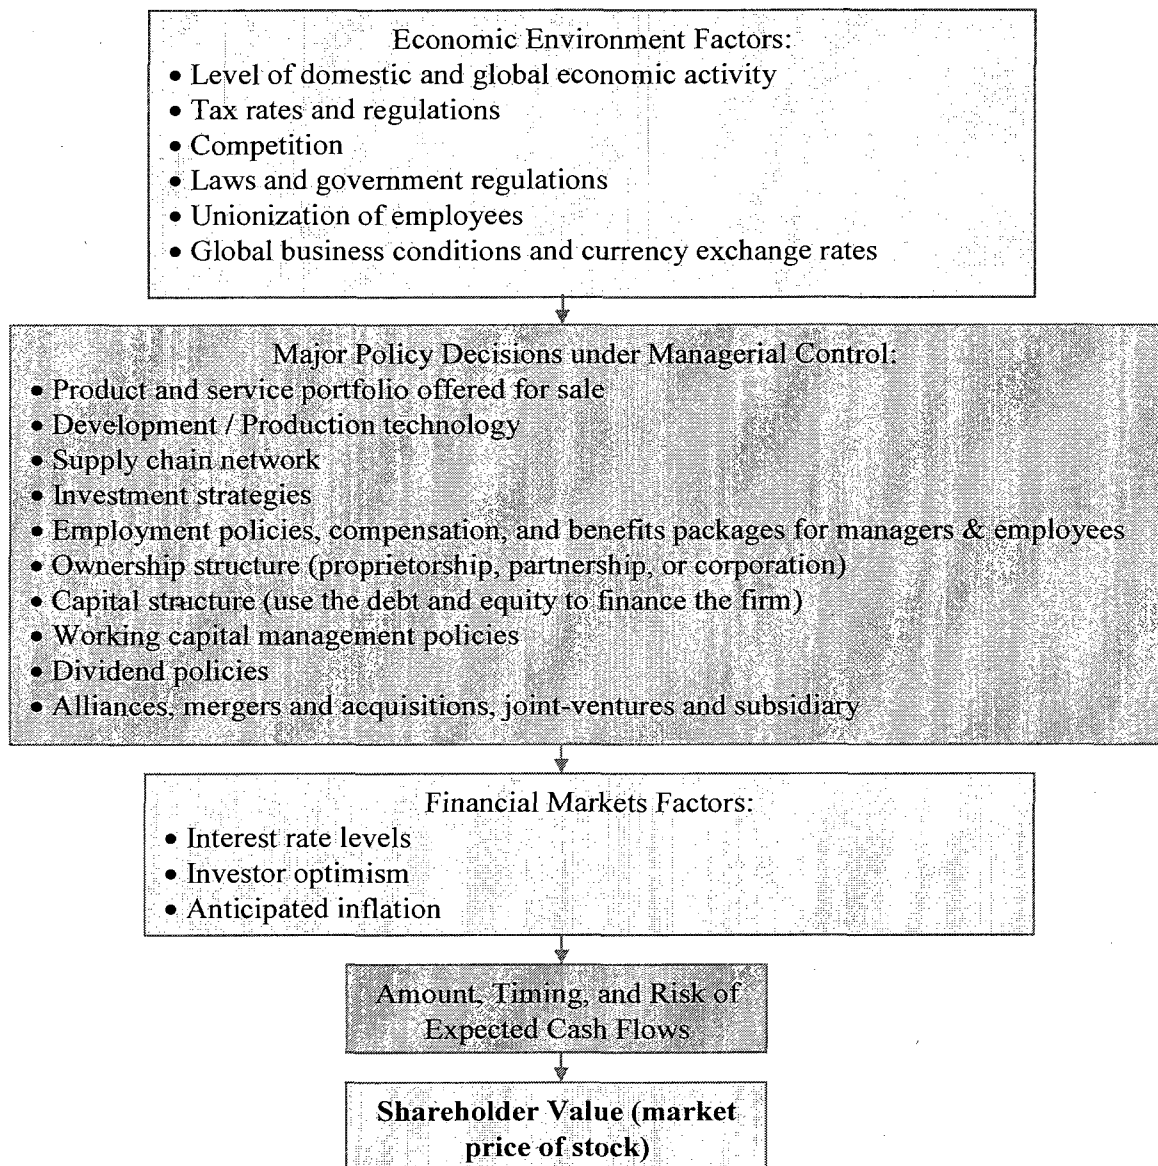 Economic Environment Factors:
• Level of domestic and global economic activity
• Tax rates and regulations
• Competition
• Laws and government regulations
• Unionization of employees
• Global business conditions and currency exchange rates
Major Policy Decisions under Managerial Control:
• Product and service portfolio offered for sale
• Development / Production technology
• Supply chain network
• Investment strategies
• Employment policies, compensation, and benefits packages for managers & employees
• Ownership structure (proprietorship, partnership, or corporation)
• Capital structure (use the debt and equity to finance the firm)
• Working capital management policies
• Dividend policies
• Alliances, mergers and acquisitions, joint-ventures and subsidiary
Financial Markets Factors:
• Interest rate levels
• Investor optimism
• Anticipated inflation
Amount, Timing, and Risk of
Expected Cash Flows
Shareholder Value (market
price of stock)